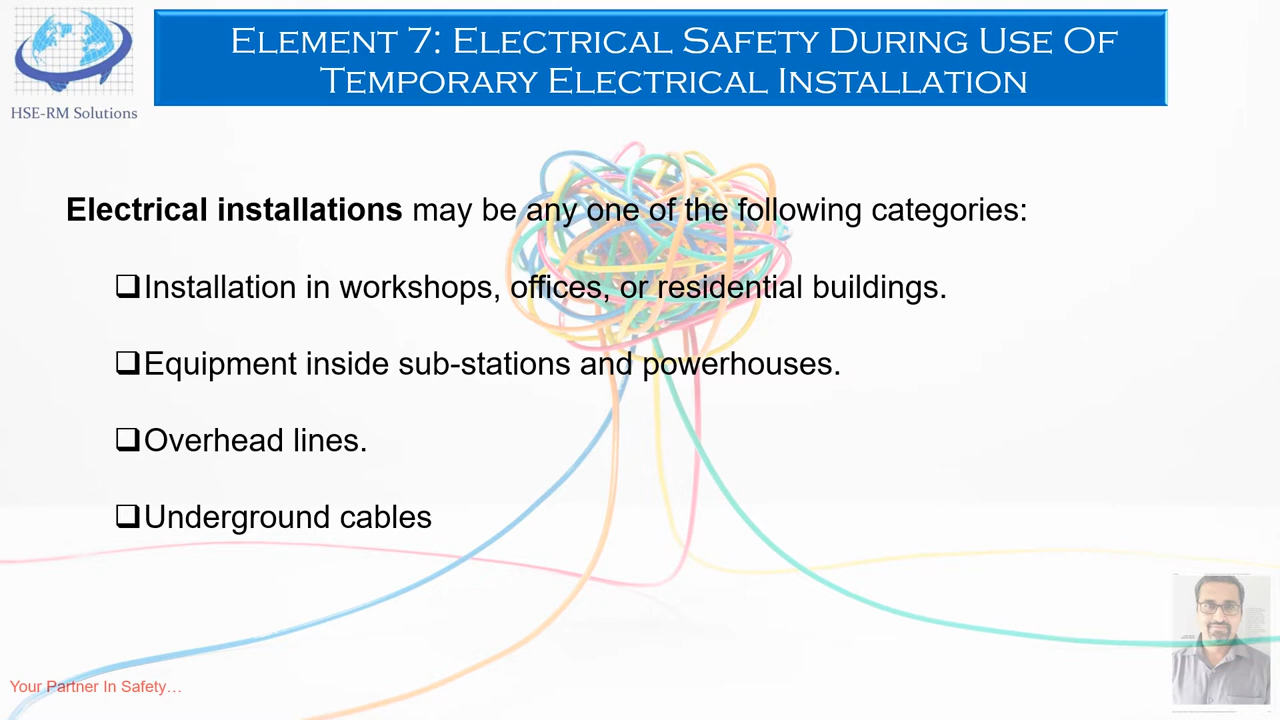 ELEMENT 7: ELECTRICAL SAFETY DURING USE OF
TEMPORARY ELECTRICAL INSTALLATION
HSE-RM Solutions
Electrical installations may be any one of the following categories:
❑Installation in workshops, offices, or residential buildings.
❑Equipment inside sub-stations and powerhouses.
❑Overhead lines.
❑Underground cables
Your Partner In Safety…